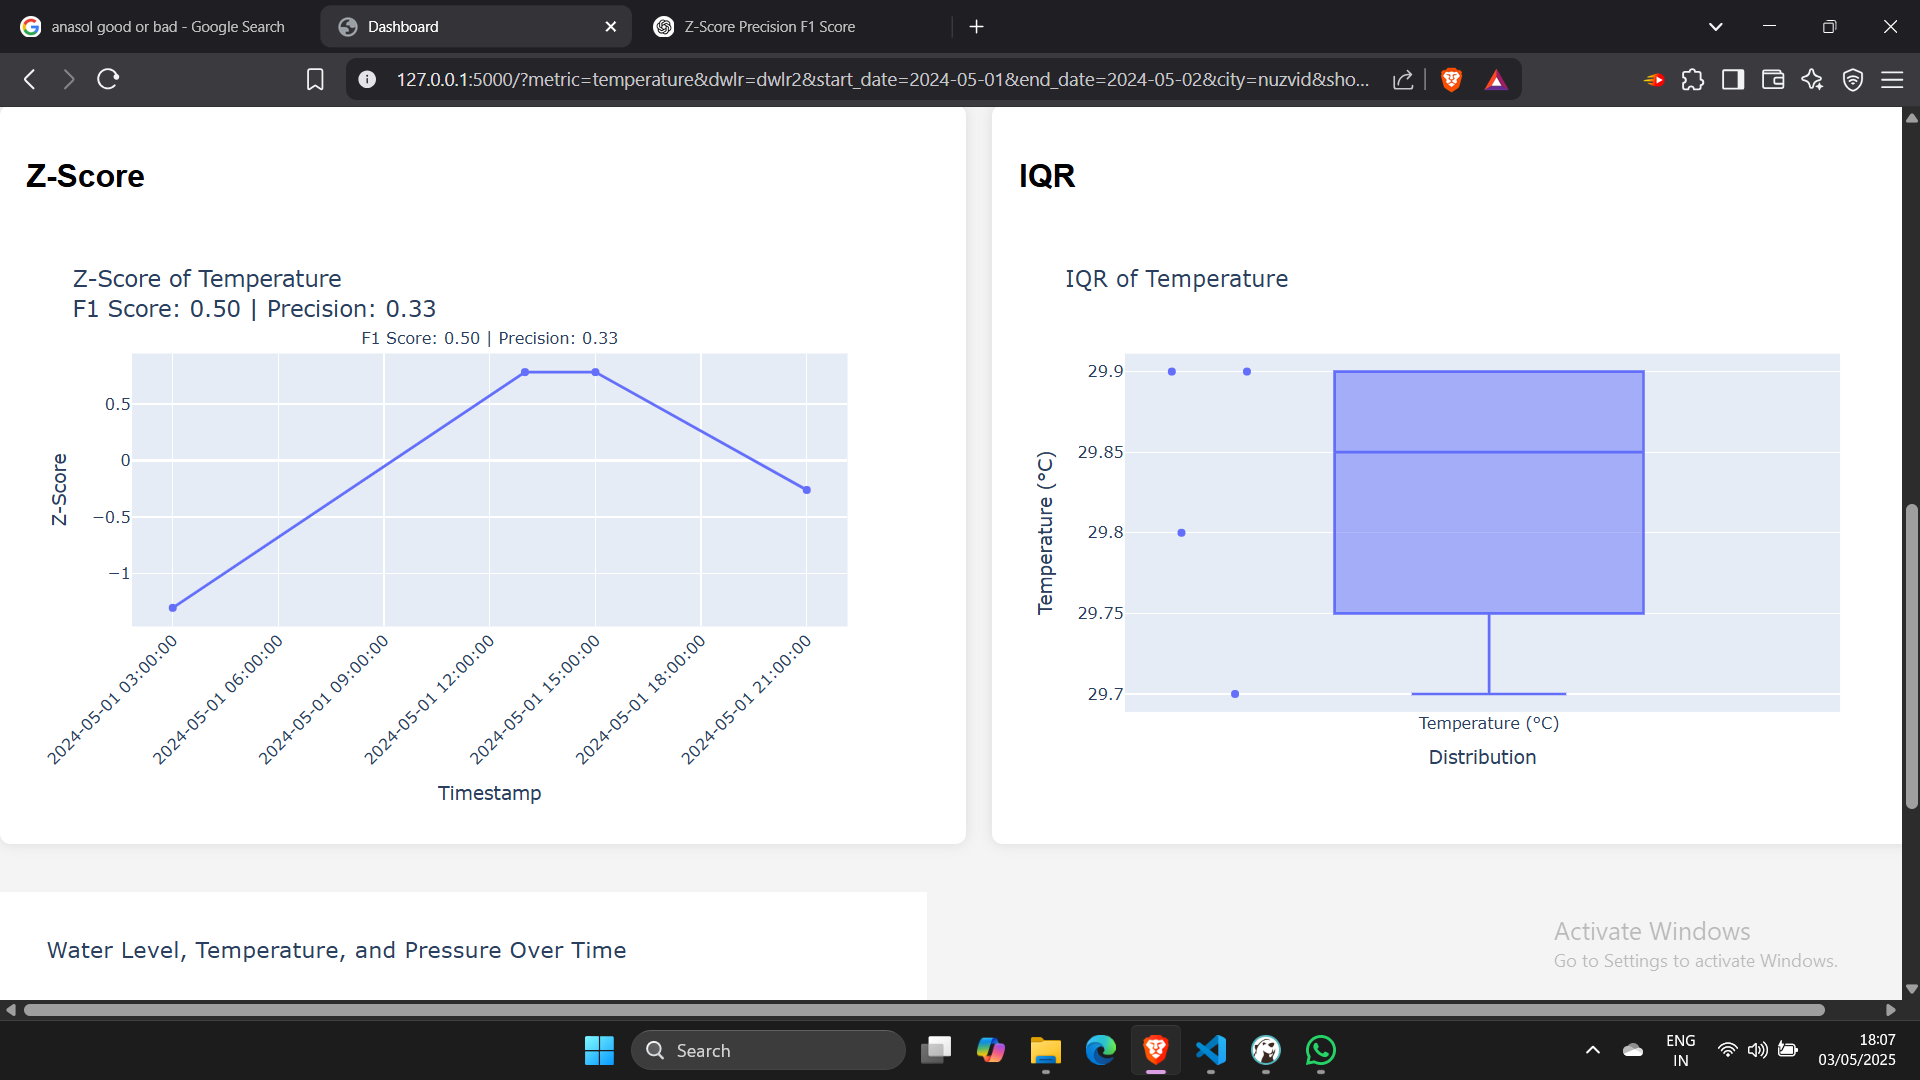 anasol good or bad - Google Search
Dashboard
Z-Score Precision F1 Score
127.0.0.1:5000/?metric=temperature&dwlr=dwlr2&start_date=2024-05-01&end_date=2024-05-02&city=nuzvid&sho...
Z-Score
Z-Score of Temperature
F1 Score: 0.50 | Precision: 0.33
F1 Score: 0.50 | Precision: 0.33
0.5
0
−0.5
−1
Z-Score
2024-05-01 03:00:00
2024-05-01 06:00:00
2024-05-01 09:00:00
2024-05-01 12:00:00
2024-05-01 15:00:00
2024-05-01 18:00:00
2024-05-01 21:00:00
Timestamp
IQR
IQR of Temperature
29.9
29.85
29.8
29.75
29.7
Temperature (°C)
Temperature (°C)
Distribution
Water Level, Temperature, and Pressure Over Time
Activate Windows
Go to Settings to activate Windows.
Search
ENG
IN
18:07
03/05/2025